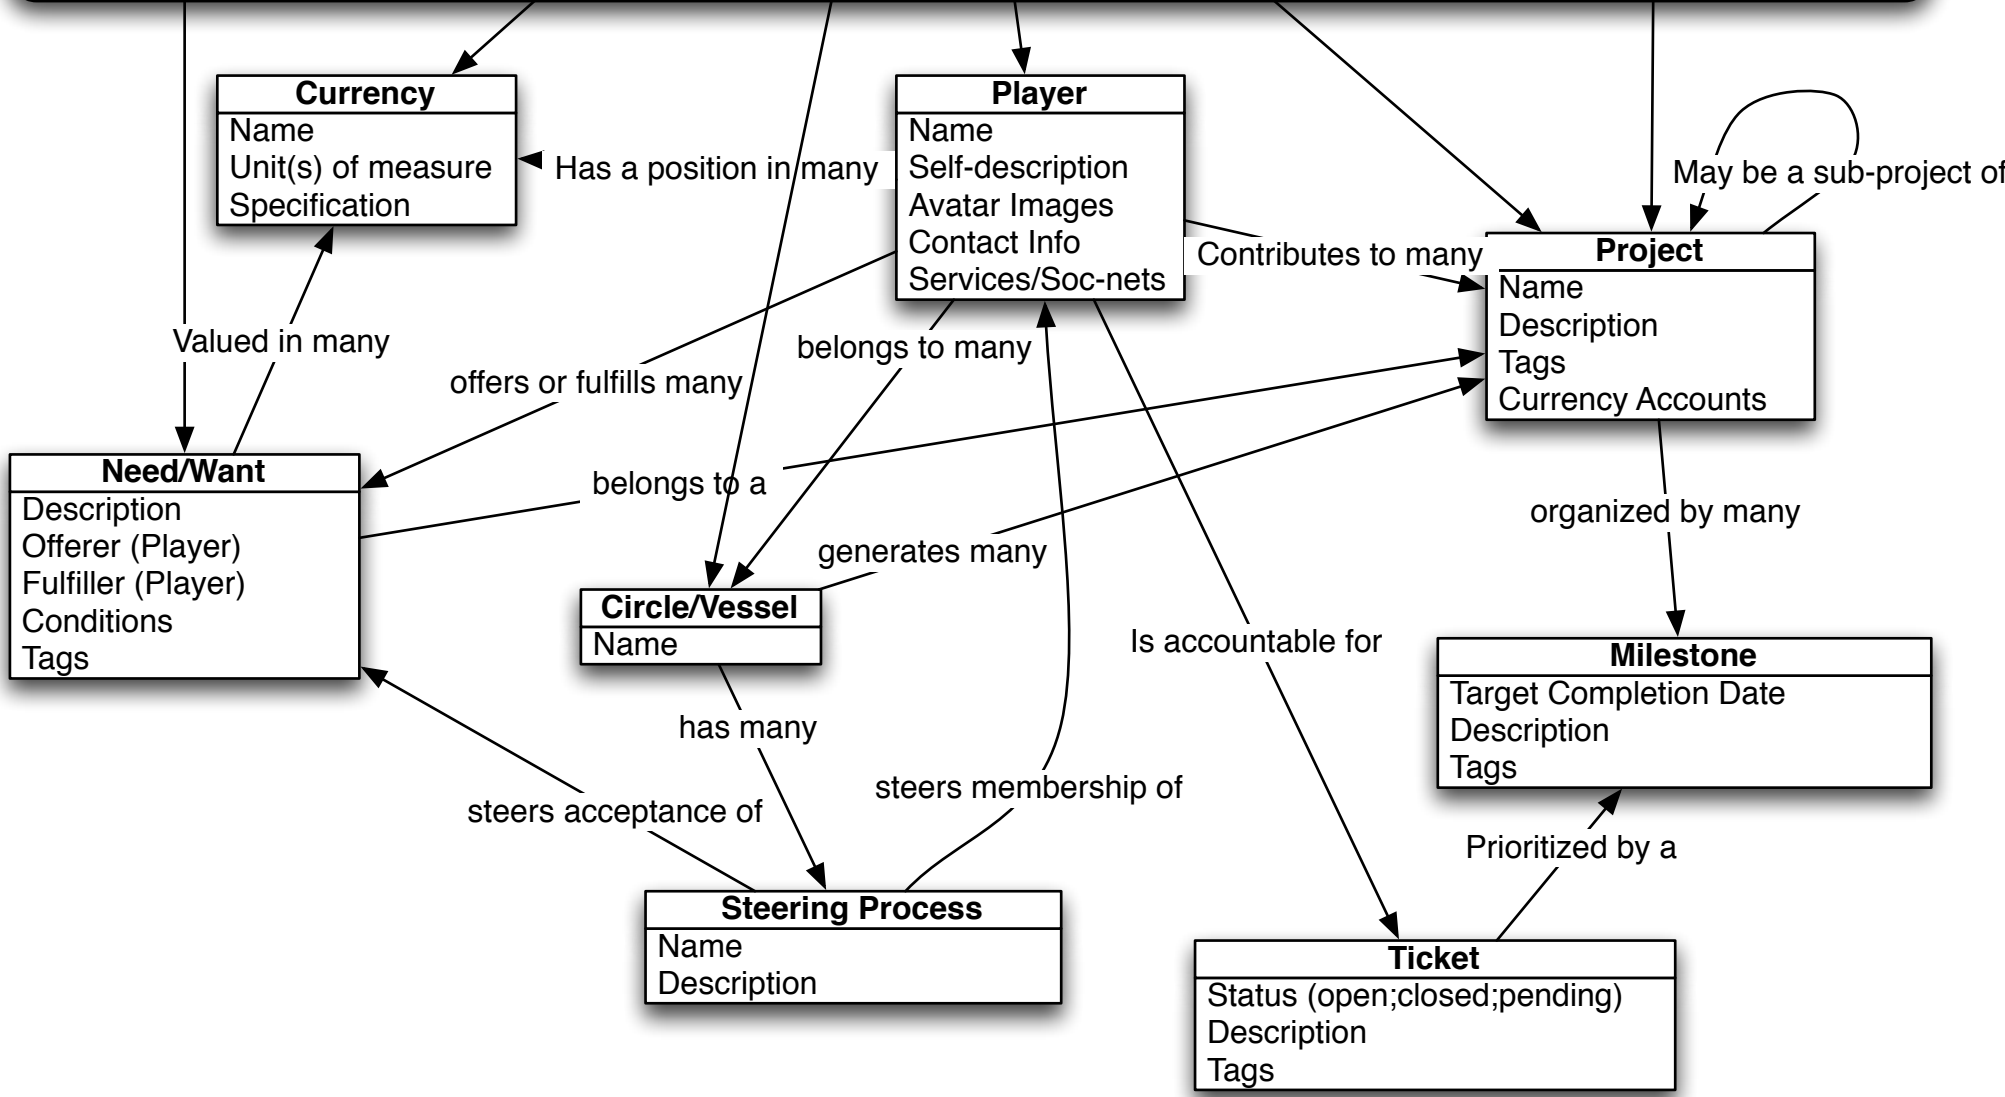 Currency
Name
Unit(s) of measure
Specification
Has a position in many
Player
Name
Self-description
Avatar Images
Contact Info
Services/Soc-nets
May be a sub-project of
Contributes to many
Project
Name
Description
Tags
Currency Accounts
Valued in many
offers or fulfills many
belongs to many
Need/Want
Description
Offerer (Player)
Fulfiller (Player)
Conditions
Tags
belongs to a
generates many
organized by many
Circle/Vessel
Name
Is accountable for
Milestone
Target Completion Date
Description
Tags
has many
steers acceptance of
steers membership of
Prioritized by a
Steering Process
Name
Description
Ticket
Status (open;closed;pending)
Description
Tags